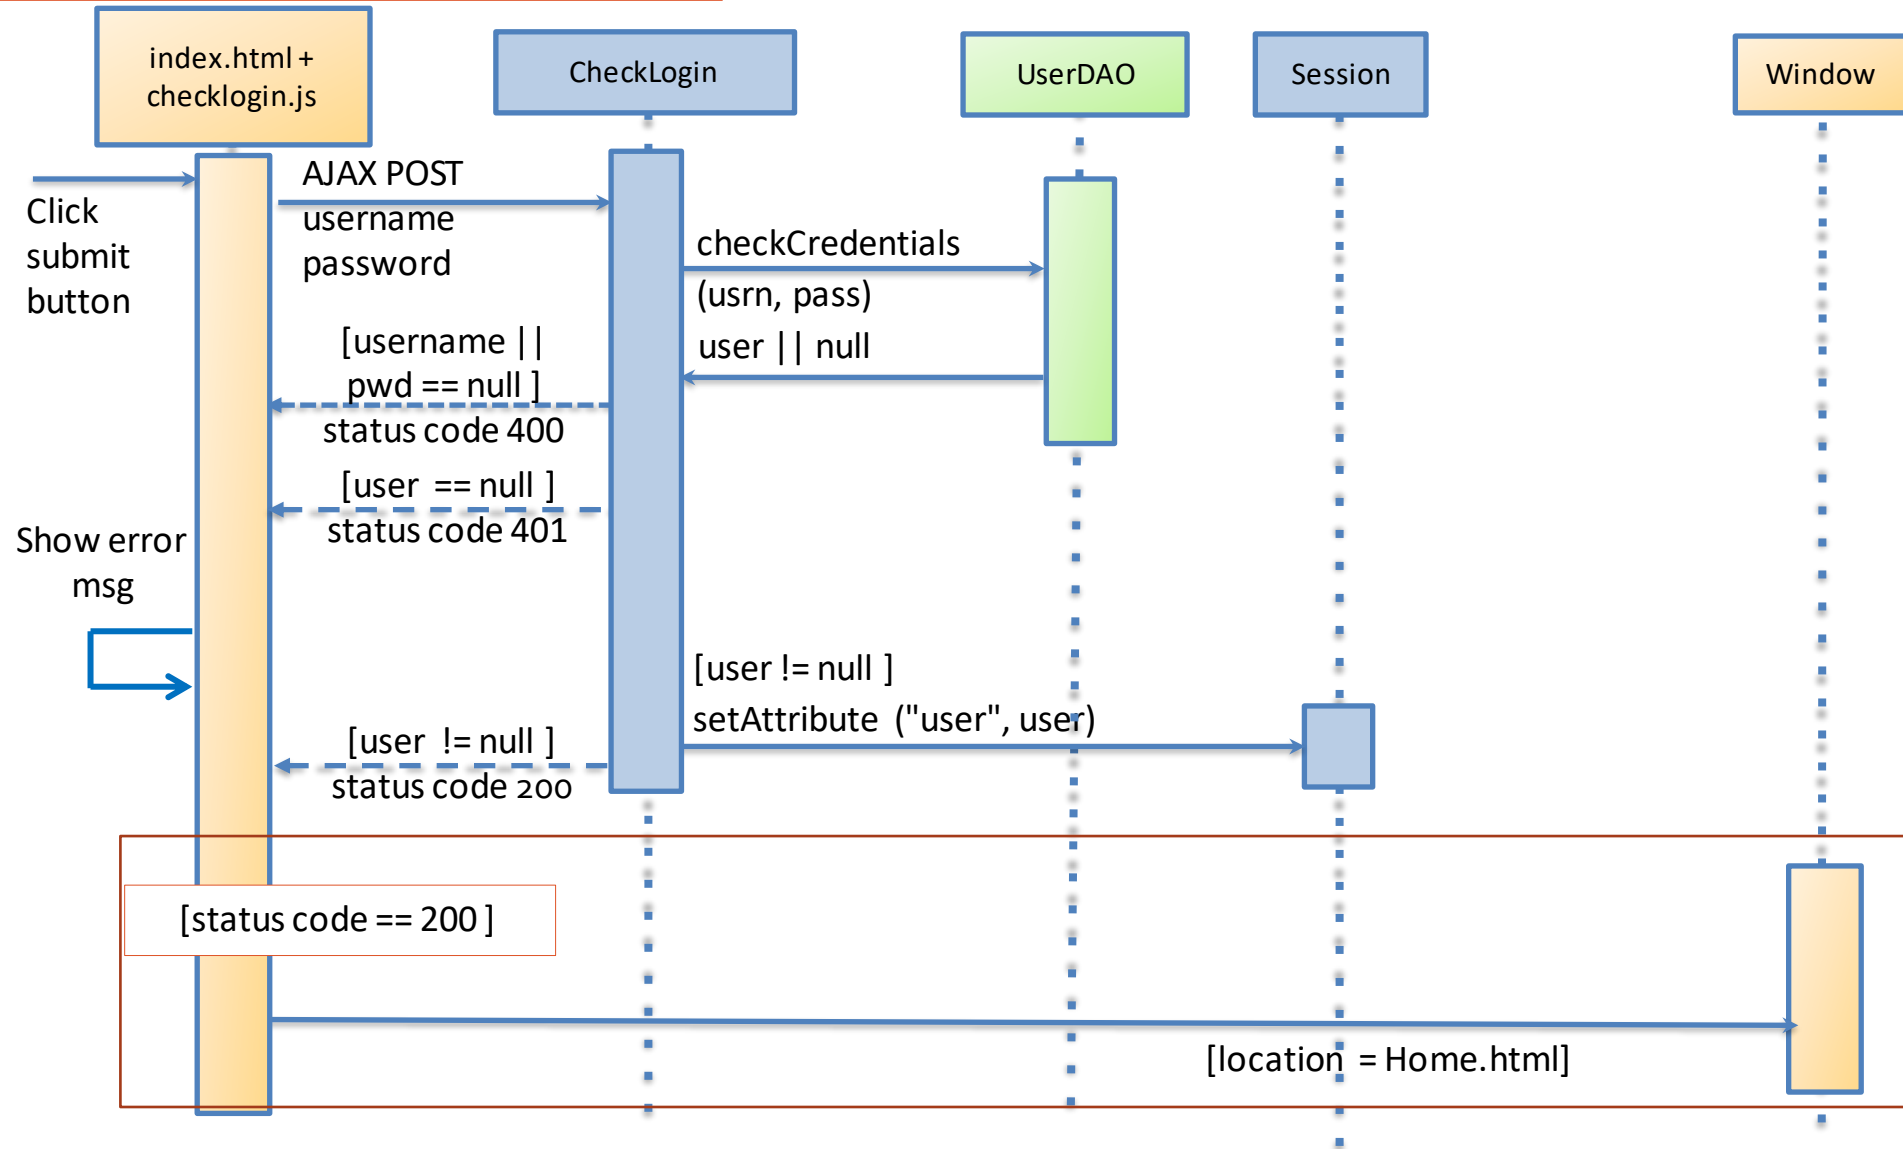 index.html +
checklogin.js
CheckLogin
UserDAO
Session
Window
Click
submit
button
AJAX POST
username
password
checkCredentials
(usrn, pass)
user || null
[username ||
pwd == null ]
status code 400
[user == null ]
status code 401
Show error
msg
[user != null ]
setAttribute ("user", user)
[user != null ]
status code 200
[status code == 200 ]
[location = Home.html]